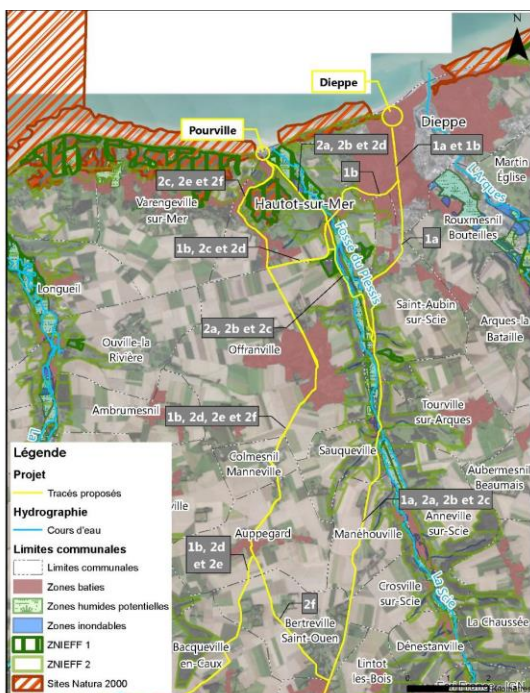 N
Dieppe
Dieppe
Pourville
2a, 2b et 2d
1a et 1b
Martin
Église
2c, 2e et 2f
1b
L'Arques
Varengeville
sur-Mer
Hautot-sur-Mer
Rouxmesnil
Bouteilles
1b, 2c et 2d
Fossé du Plessis
1a
Longueil
Saint-Aubin
sur-Scie
2a, 2b et 2c
Arques-la
Bataille
Ouville-la
Rivière
Offranville
Ambrumesnil
Tourville
sur-Arques
1b, 2d, 2e et 2f
Sauqueville
Colmesnil
Manneville
Aubermesnil
Beaumais
1a, 2a, 2b et 2c
Anneville
sur-Scie
ville
Auppegard
Manéhouville
1b, 2d
et 2e
La Scie
Crosville
sur-Scie
2f
La Chaussée
Bertreville
Saint-Ouen
Bacqueville
en-Caux
Dénestanville
Lintot
les-Bois
Légende
Projet
Tracés proposés
Hydrographie
Cours d'eau
Limites communales
Limites communales
Zones baties
Zones humides potentielles
Zones inondables
ZNIEFF 1
ZNIEFF 2
Sites Natura 2000